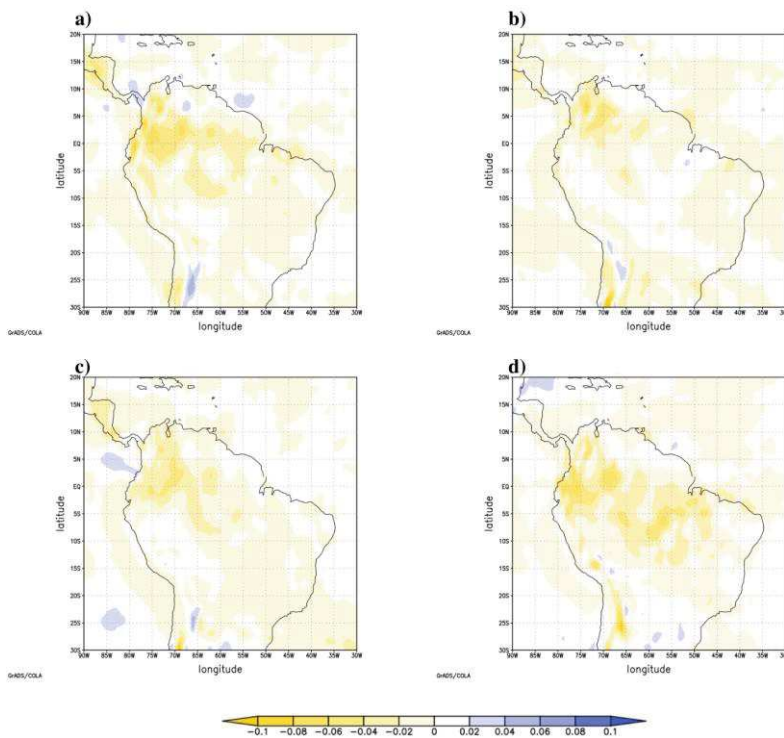 a)
20N
15N
10N
5N
EQ
5S
10S
15S
20S
25S
30S
latitude
90W 85W 80W 75W 70W 65W 60W 55W 50W 45W 40W 35W 30W
longitude
GrADS/COLA
b)
20N
15N
10N
5N
EQ
5S
10S
15S
20S
25S
30S
latitude
90W 85W 80W 75W 70W 65W 60W 55W 50W 45W 40W 35W 30W
longitude
GrADS/COLA
c)
20N
15N
10N
5N
EQ
5S
10S
15S
20S
25S
30S
latitude
90W 85W 80W 75W 70W 65W 60W 55W 50W 45W 40W 35W 30W
longitude
GrADS/COLA
d)
20N
15N
10N
5N
EQ
5S
10S
15S
20S
25S
30S
latitude
90W 85W 80W 75W 70W 65W 60W 55W 50W 45W 40W 35W 30W
longitude
GrADS/COLA
-0.1 -0.08 -0.06 -0.04 -0.02 0 0.02 0.04 0.06 0.08 0.1